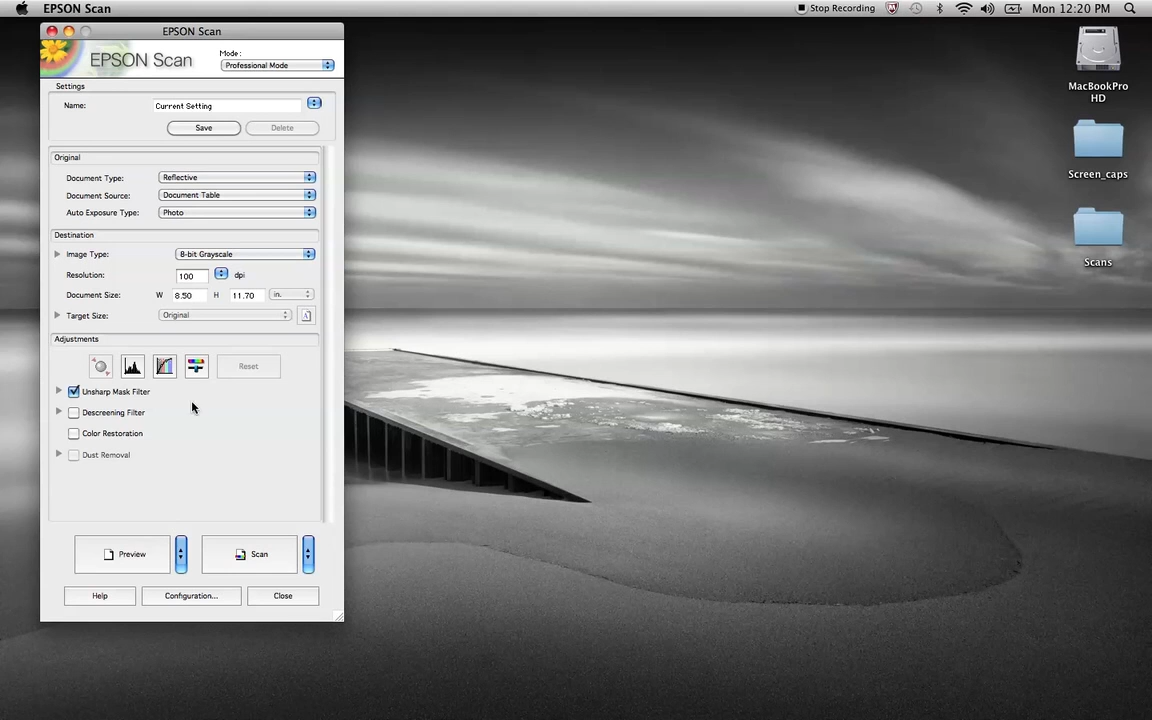 EPSON Scan
Stop Recording
Mon 12:20 PM
EPSON Scan
EPSON Scan
Mode:
Professional Mode
Settings
Name:
Current Setting
Save
Delete
Original
Document Type:
Reflective
Document Source:
Document Table
Auto Exposure Type:
Photo
Destination
Image Type:
8-bit Grayscale
Resolution:
100
dpi
Document Size:
W
8.50
H
11.70
in.
Target Size:
Original
Adjustments
Reset
Unsharp Mask Filter
Descreening Filter
Color Restoration
Dust Removal
Preview
Scan
Help
Configuration...
Close
MacBookPro
HD
Screen_caps
Scans